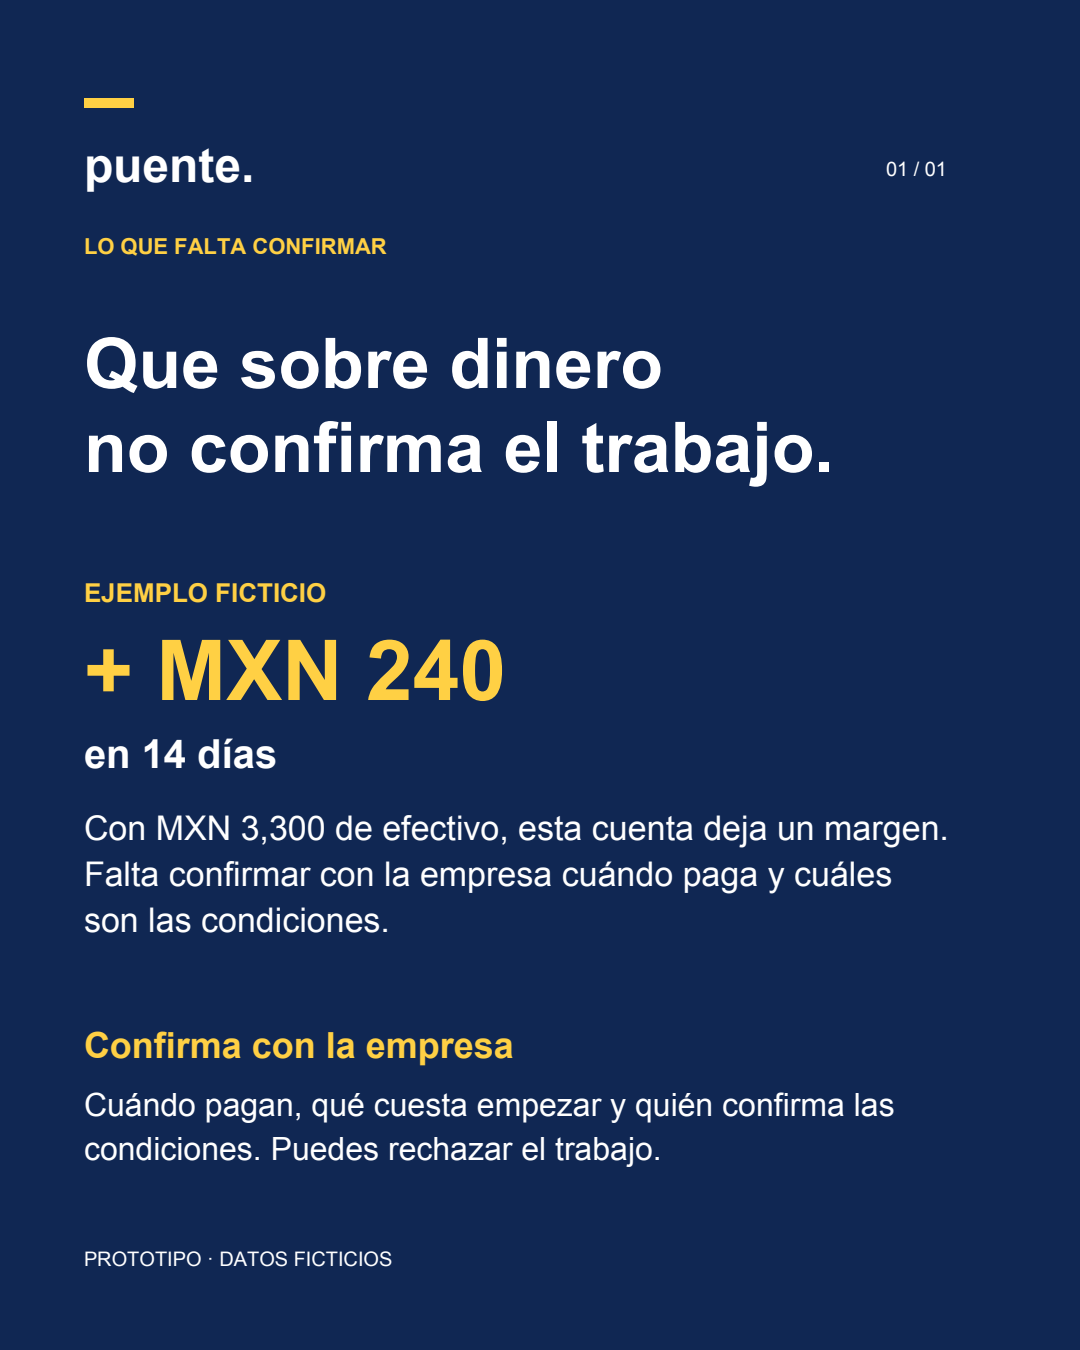 puente.
01 / 01
LO QUE FALTA CONFIRMAR
Que sobre dinero
no confirma el trabajo.
EJEMPLO FICTICIO
+ MXN 240
en 14 días
Con MXN 3,300 de efectivo, esta cuenta deja un margen.
Falta confirmar con la empresa cuándo paga y cuáles
son las condiciones.
Confirma con la empresa
Cuándo pagan, qué cuesta empezar y quién confirma las
condiciones. Puedes rechazar el trabajo.
PROTOTIPO · DATOS FICTICIOS